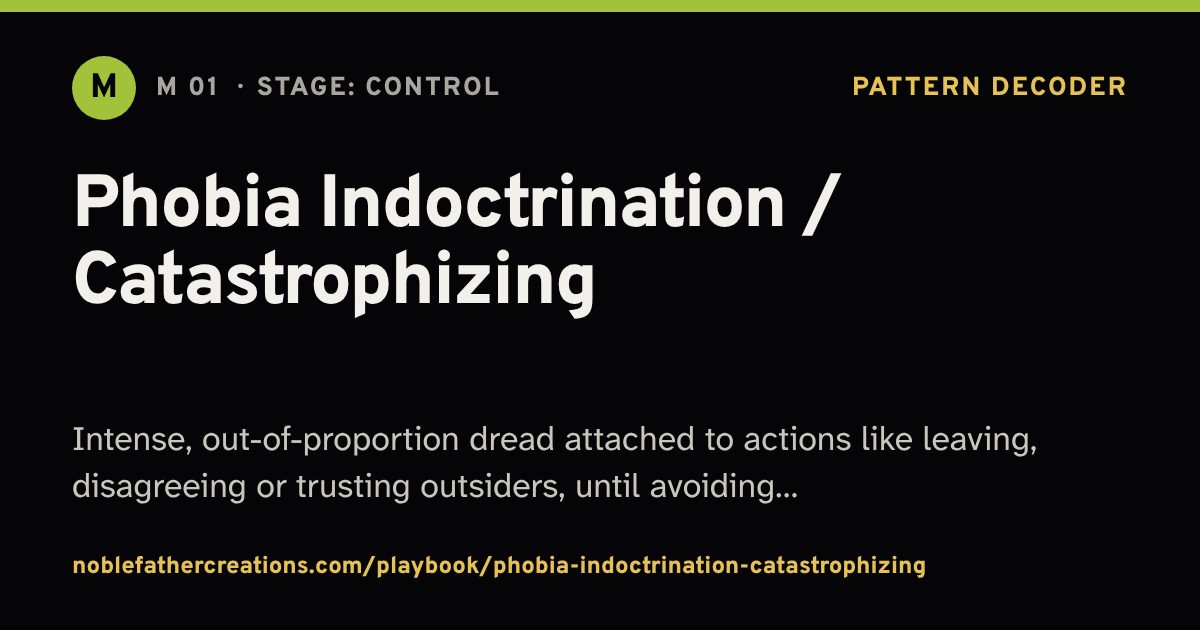 M
M 01 · STAGE: CONTROL
PATTERN DECODER
Phobia Indoctrination /
Catastrophizing
Intense, out-of-proportion dread attached to actions like leaving,
disagreeing or trusting outsiders, until avoiding...
noblefathercreations.com/playbook/phobia-indoctrination-catastrophizing